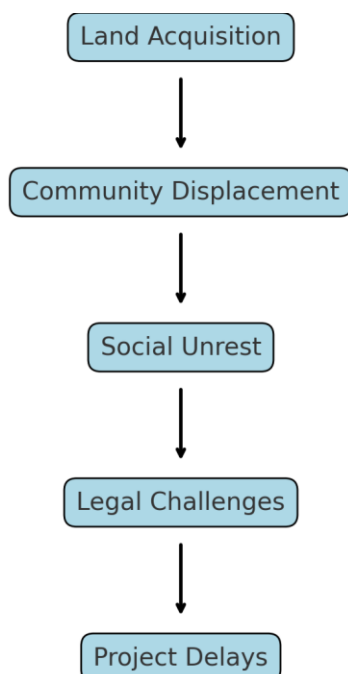 Land Acquisition
Community Displacement
Social Unrest
Legal Challenges
Project Delays